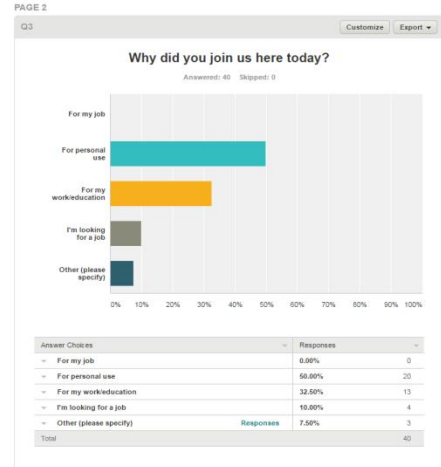 PAGE 2
Q3
Customize
Export
Why did you join us here today?
Answered: 40 Skipped: 0
For my job
For personal
use
For my
work/education
I'm looking
for a job
Other (please
specify)
0% 10% 20% 30% 40% 50% 60% 70% 80% 90% 100%
Answer Choices Responses
For my job 0.00% 0
For personal use 50.00% 20
For my work/education 32.50% 13
I'm looking for a job 10.00% 4
Other (please specify) Responses 7.50% 3
Total 40